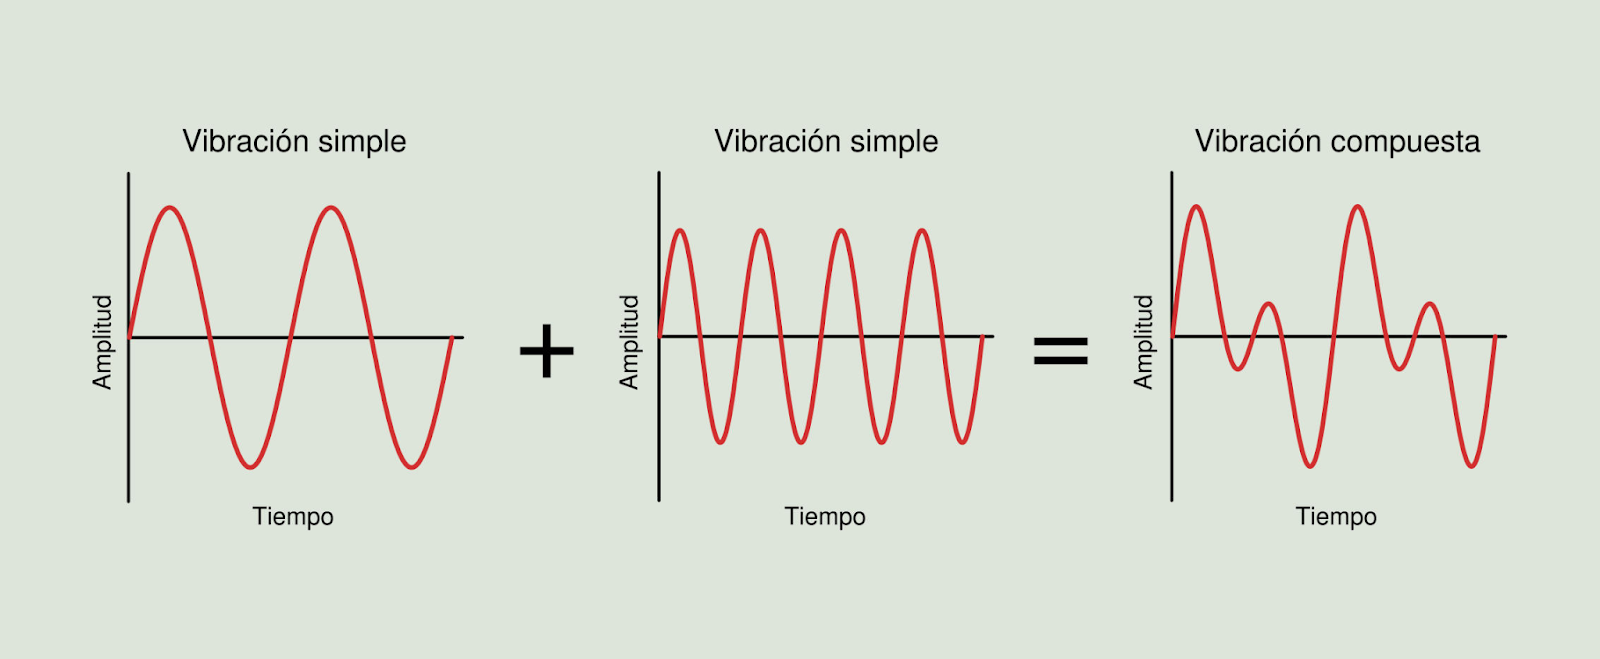 Vibración simple
Amplitud
Tiempo
+
Vibración simple
Amplitud
Tiempo
=
Vibración compuesta
Amplitud
Tiempo